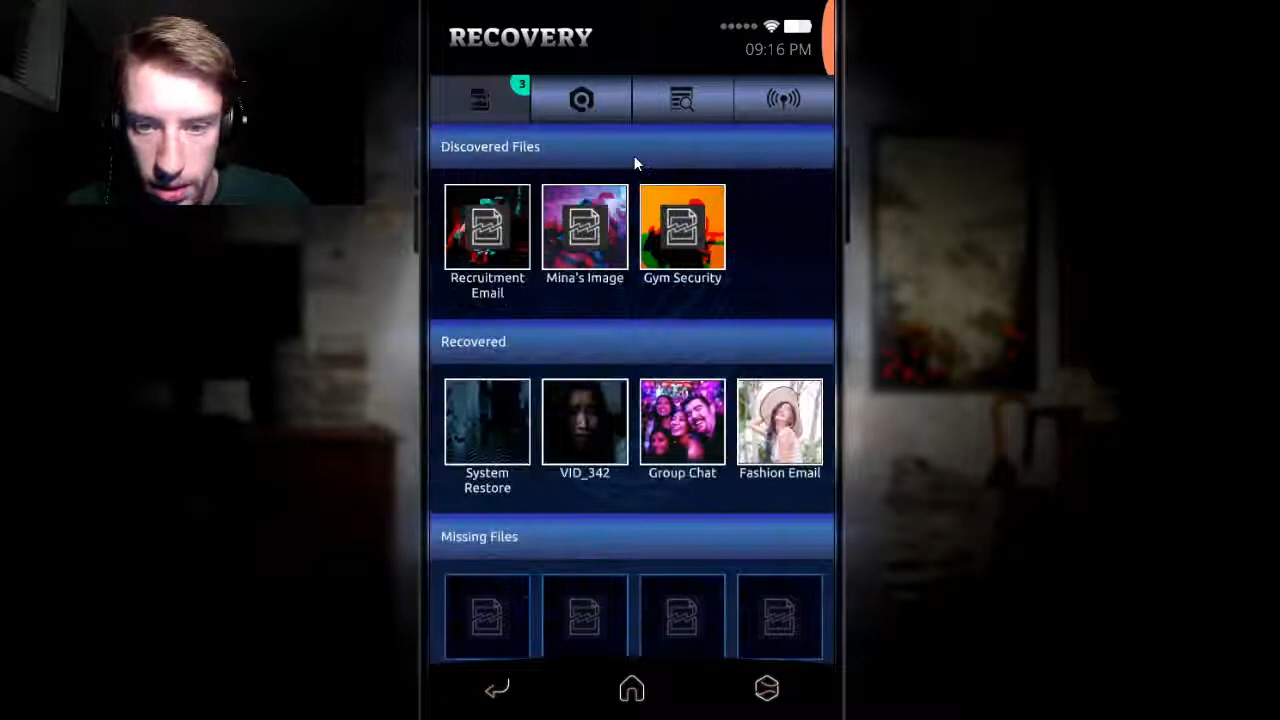 RECOVERY
09:16 PM
3
Discovered Files
Recruitment
Email
Mina's Image
Gym Security
Recovered
System
Restore
VID_342
Group Chat
Fashion Email
Missing Files